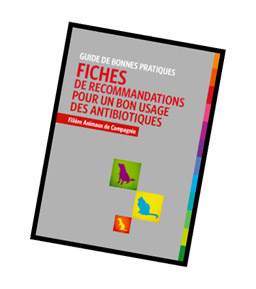 GUIDE DE BONNES PRATIQUES
FICHES
DE RECOMMANDATIONS
POUR UN BON USAGE
DES ANTIBIOTIQUES
Filière Animaux de Compagnie